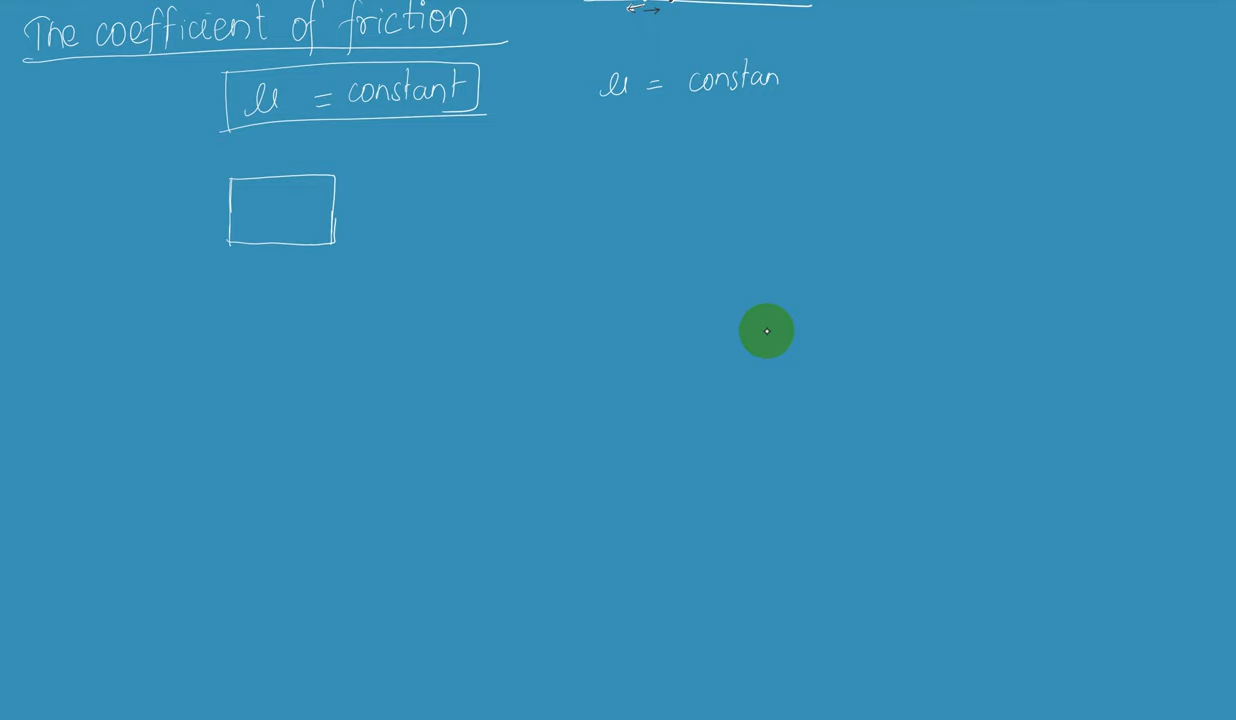 The coefficient of friction
μ = constant
μ = constan